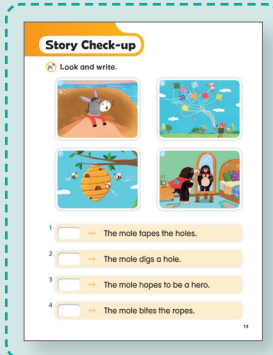 Story Check-up
Look and write.
1 The mole tapes the holes.
2 The mole digs a hole.
3 The mole hopes to be a hero.
4 The mole bites the ropes.
13